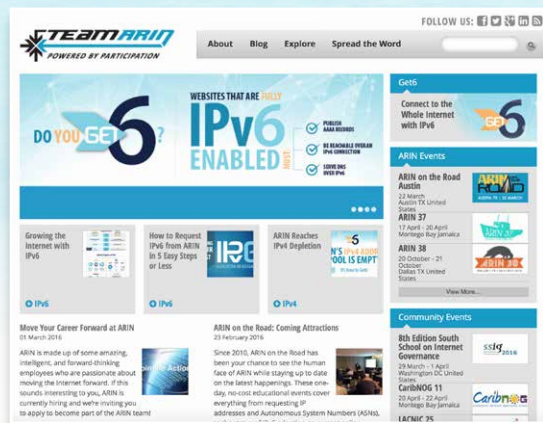 FOLLOW US:
TEAM ARIN
POWERED BY PARTICIPATION
About Blog Explore Spread the Word
DO YOU GET 6?
WEBSITES THAT ARE FULLY
IPv6
ENABLED
MUST:
PUBLISH
AAAA RECORDS
BE REACHABLE OVER AN
IPv6 CONNECTION
SERVE DNS
OVER IPv6
Get6
Connect to the
Whole Internet
with IPv6
GET6
ARIN Events
ARIN on the Road
Austin
22 March
Austin TX United
States
ARIN 37
17 April - 20 April
Montego Bay Jamaica
ARIN 38
20 October - 21
October
Dallas TX United
States
View More...
Growing the
Internet with
IPv6
IPv6
How to Request
IPv6 from ARIN
in 5 Easy Steps
or Less
IPv6
ARIN Reaches
IPv4 Depletion
IPv4
Community Events
8th Edition South
School on Internet
Governance
29 March - 1 April
Washington DC United
States
ssig
2016
CaribNOG 11
20 April - 22 April
Montego Bay Jamaica
CaribNOG
LACNIC 25
Move Your Career Forward at ARIN
01 March 2016
ARIN is made up of some amazing,
intelligent, and forward-thinking
employees who are passionate about
moving the Internet forward. If this
sounds interesting to you, ARIN is
currently hiring and we're inviting you
to apply to become part of the ARIN team!
ARIN on the Road: Coming Attractions
23 February 2016
Since 2010, ARIN on the Road has
been your chance to see the human
face of ARIN while staying up to date
on the latest happenings. These one-
day, no-cost educational events cover
everything from requesting IP
addresses and Autonomous System Numbers (ASNs),